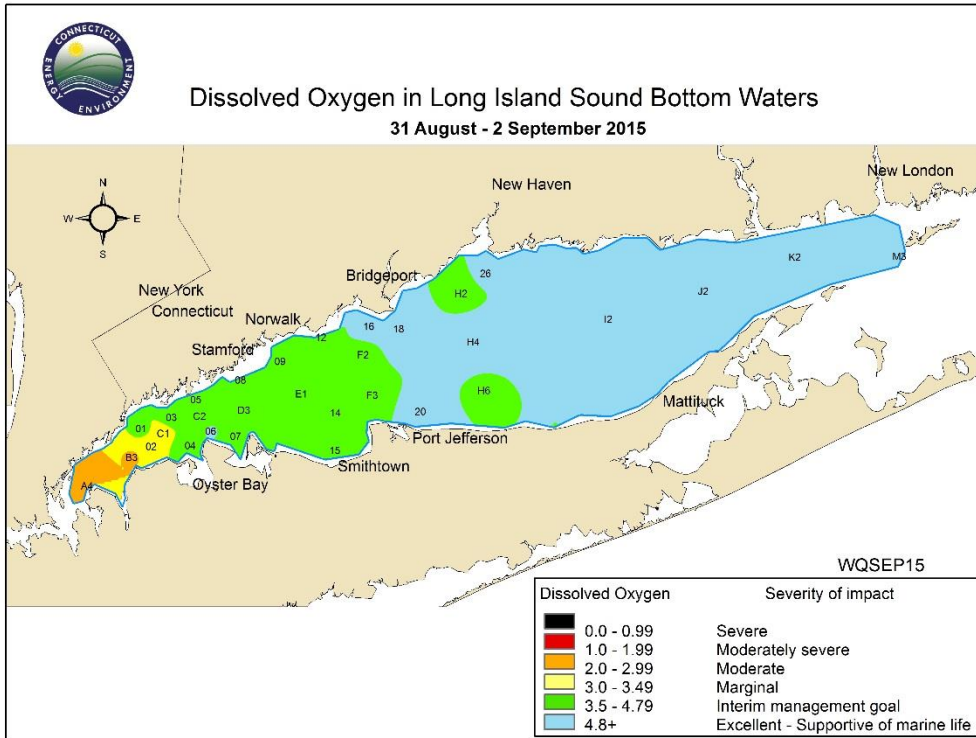 CONNECTICUT
ENERGY
ENVIRONMENT
Dissolved Oxygen in Long Island Sound Bottom Waters
31 August - 2 September 2015
N
W E
S
New London
New Haven
Bridgeport
New York
Connecticut
Norwalk
Stamford
K2
M3
26
H2
J2
I2
16
18
12
H4
F2
09
08
E1
F3
H6
05
D3
14
20
03
C2
01
C1
06
07
02
04
15
B3
A4
Mattituck
Port Jefferson
Smithtown
Oyster Bay
WQSEP15
Dissolved Oxygen Severity of impact
0.0 - 0.99 Severe
1.0 - 1.99 Moderately severe
2.0 - 2.99 Moderate
3.0 - 3.49 Marginal
3.5 - 4.79 Interim management goal
4.8+ Excellent - Supportive of marine life